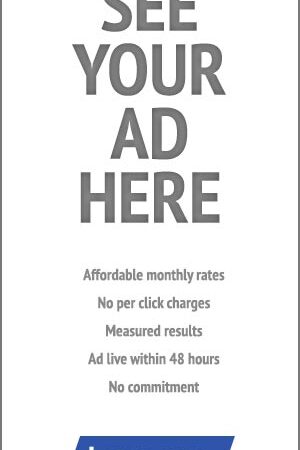 SEE
YOUR
AD
HERE
Affordable monthly rates
No per click charges
Measured results
Ad live within 48 hours
No commitment